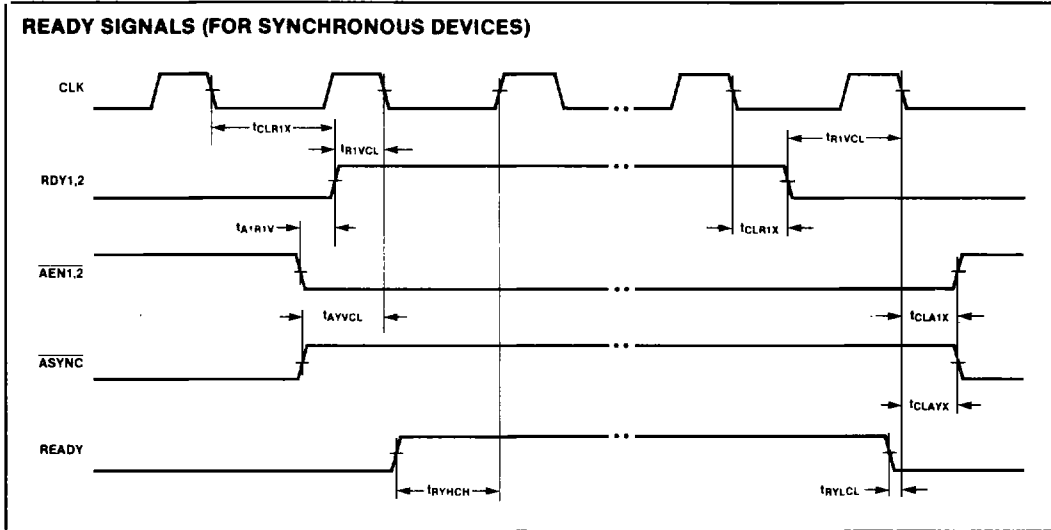 READY SIGNALS (FOR SYNCHRONOUS DEVICES)
CLK
tCLR1X
tR1VCL
tR1VCL
RDY1,2
tA1R1V
tCLR1X
AEN1,2
tAYVCL
tCLA1X
ASYNC
tCLAYX
READY
tRYHCH
tRYLCL